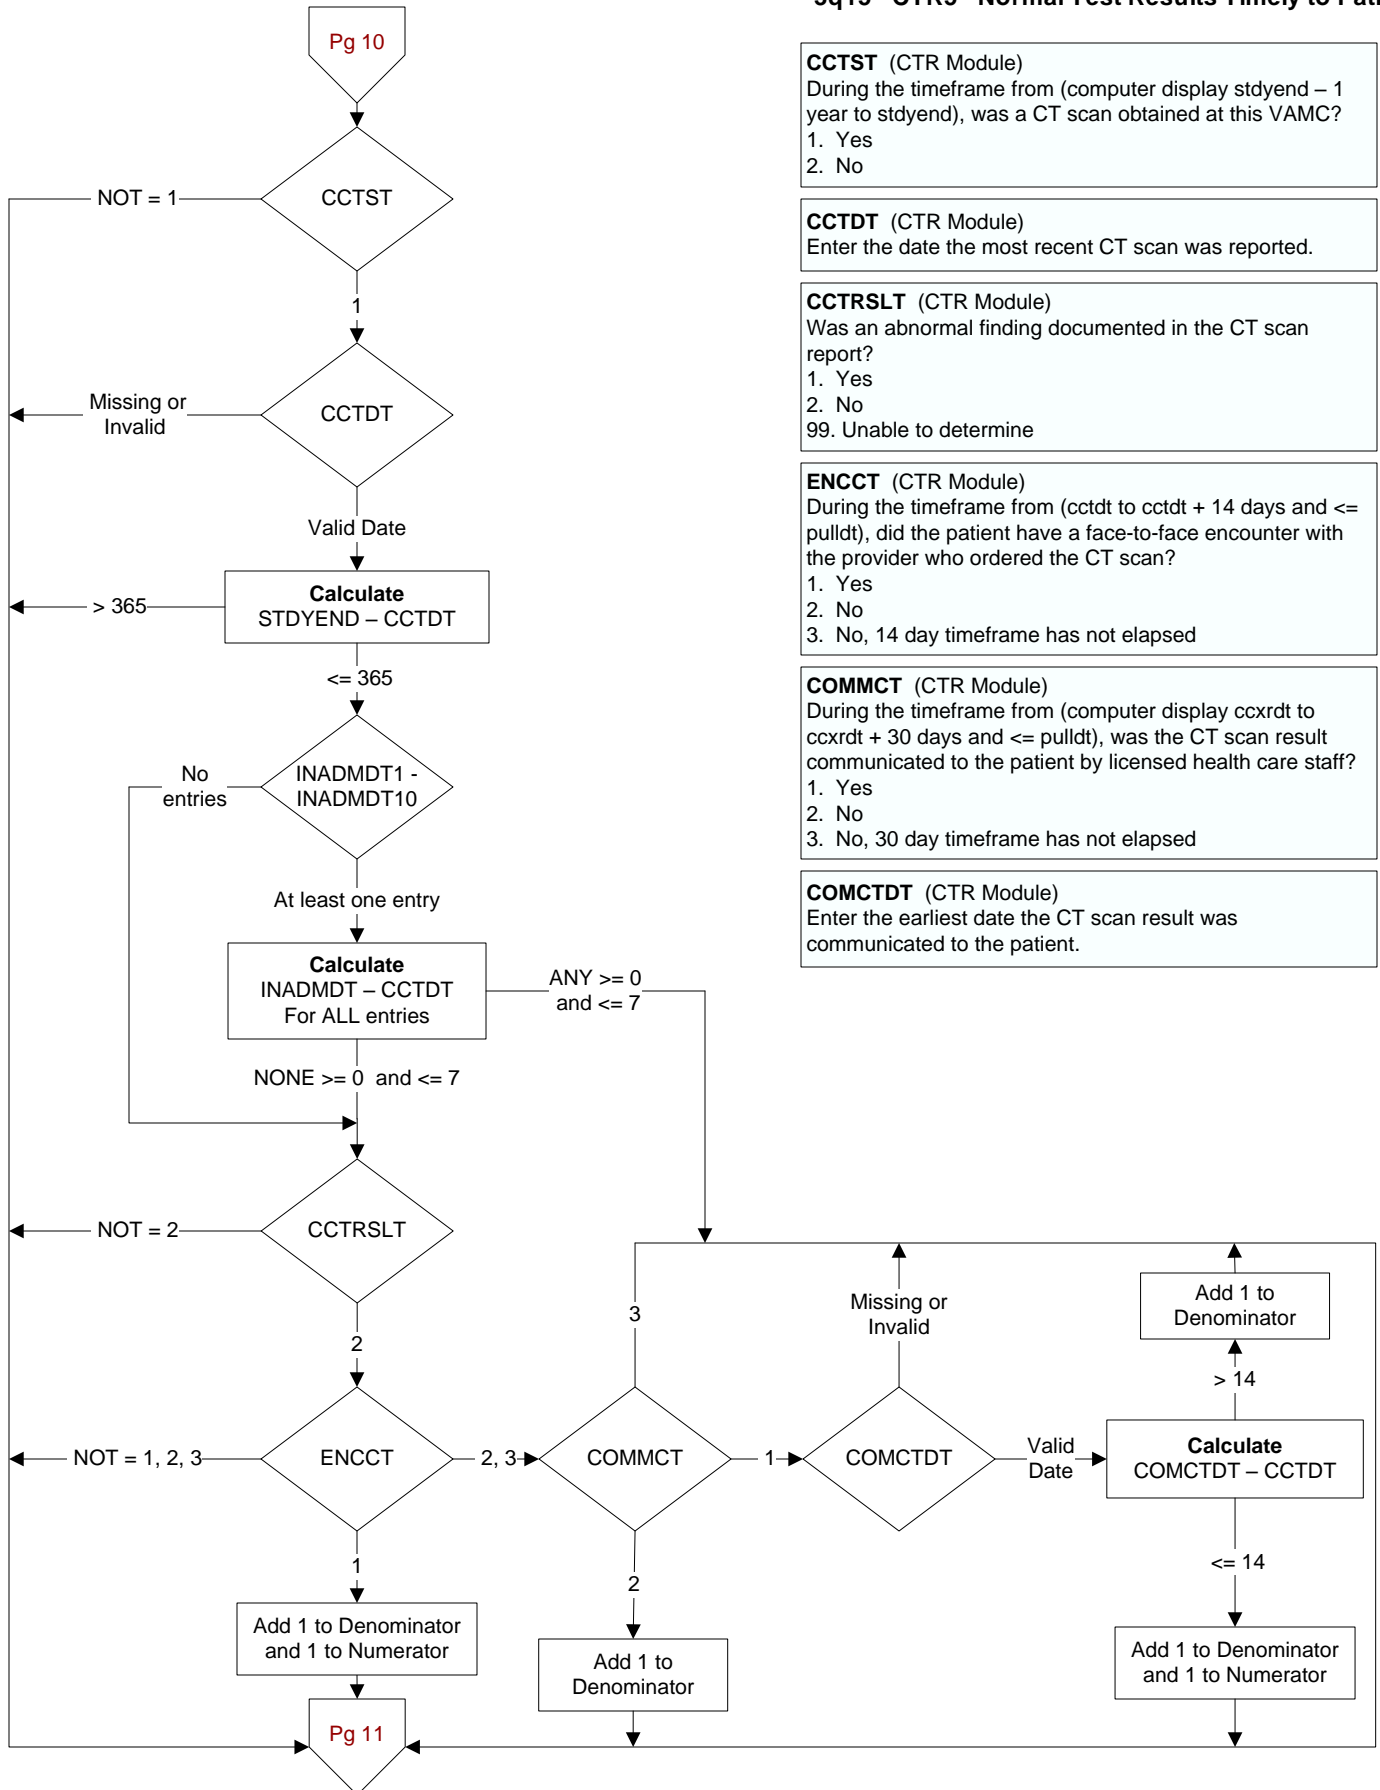 3q15 CTR5 Normal Test Results Timely to Pati
Pg 10
CCTST (CTR Module)
During the timeframe from (computer display stdyend – 1
year to stdyend), was a CT scan obtained at this VAMC?
1. Yes
2. No
CCTDT (CTR Module)
Enter the date the most recent CT scan was reported.
CCTRSLT (CTR Module)
Was an abnormal finding documented in the CT scan
report?
1. Yes
2. No
99. Unable to determine
ENCCT (CTR Module)
During the timeframe from (cctdt to cctdt + 14 days and <=
pulldt), did the patient have a face-to-face encounter with
the provider who ordered the CT scan?
1. Yes
2. No
3. No, 14 day timeframe has not elapsed
COMMCT (CTR Module)
During the timeframe from (computer display ccxrdt to
ccxrdt + 30 days and <= pulldt), was the CT scan result
communicated to the patient by licensed health care staff?
1. Yes
2. No
3. No, 30 day timeframe has not elapsed
COMCTDT (CTR Module)
Enter the earliest date the CT scan result was
communicated to the patient.
NOT = 1
CCTST
1
Missing or
Invalid
CCTDT
Valid Date
> 365
Calculate
STDYEND – CCTDT
<= 365
No
entries
INADMDT1 -
INADMDT10
At least one entry
Calculate
INADMDT – CCTDT
For ALL entries
ANY >= 0
and <= 7
NONE >= 0 and <= 7
NOT = 2
CCTRSLT
2
NOT = 1, 2, 3
ENCCT
2, 3
COMMCT
3
1
COMCTDT
Missing or
Invalid
Valid
Date
Calculate
COMCTDT – CCTDT
> 14
Add 1 to
Denominator
<= 14
Add 1 to Denominator
and 1 to Numerator
2
Add 1 to
Denominator
1
Add 1 to Denominator
and 1 to Numerator
Pg 11